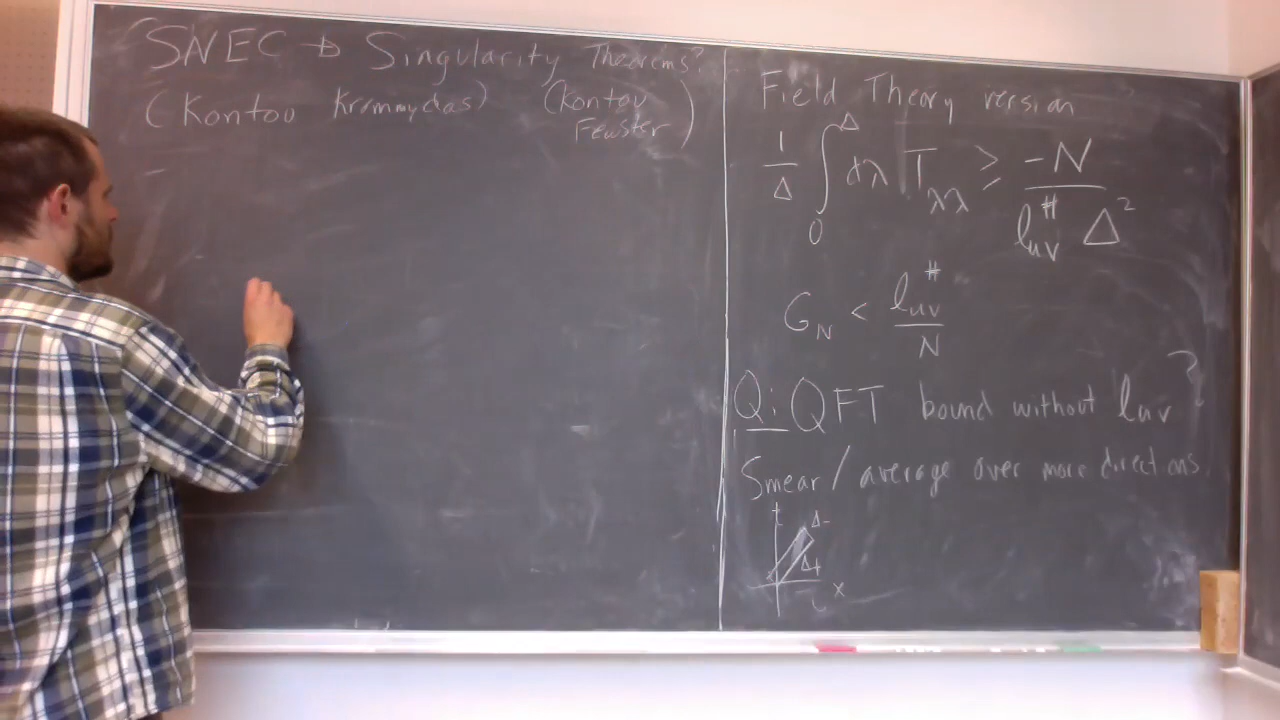 SNEC → Singularity Theorems?
(Kontou Krommydas) (Kontou Fewster)
Field Theory version
1/Δ ∫₀^Δ dλ T_λλ ≥ -N / (l_uv^# Δ²)
G_N < l_uv^# / N
Q: QFT bound without luv?
Smear/average over more directions
t Δ-
Δ+
x